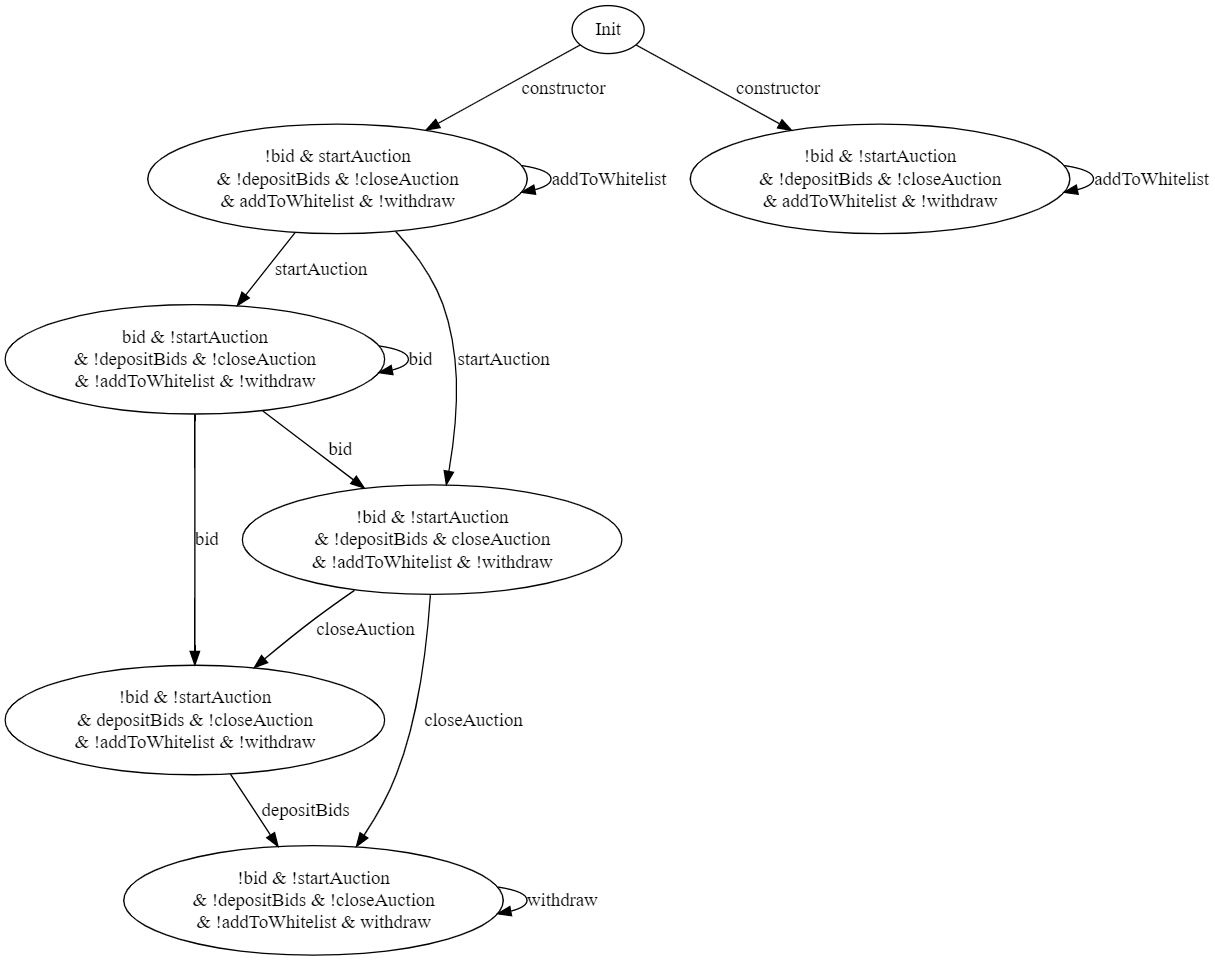 Init
constructor
constructor
!bid & startAuction
& !depositBids & !closeAuction
& addToWhitelist & !withdraw
addToWhitelist
!bid & !startAuction
& !depositBids & !closeAuction
& addToWhitelist & !withdraw
addToWhitelist
startAuction
bid & !startAuction
& !depositBids & !closeAuction
& !addToWhitelist & !withdraw
bid
startAuction
bid
!bid & !startAuction
& !depositBids & closeAuction
& !addToWhitelist & !withdraw
bid
closeAuction
!bid & !startAuction
& depositBids & !closeAuction
& !addToWhitelist & !withdraw
closeAuction
depositBids
!bid & !startAuction
& !depositBids & !closeAuction
& !addToWhitelist & withdraw
withdraw